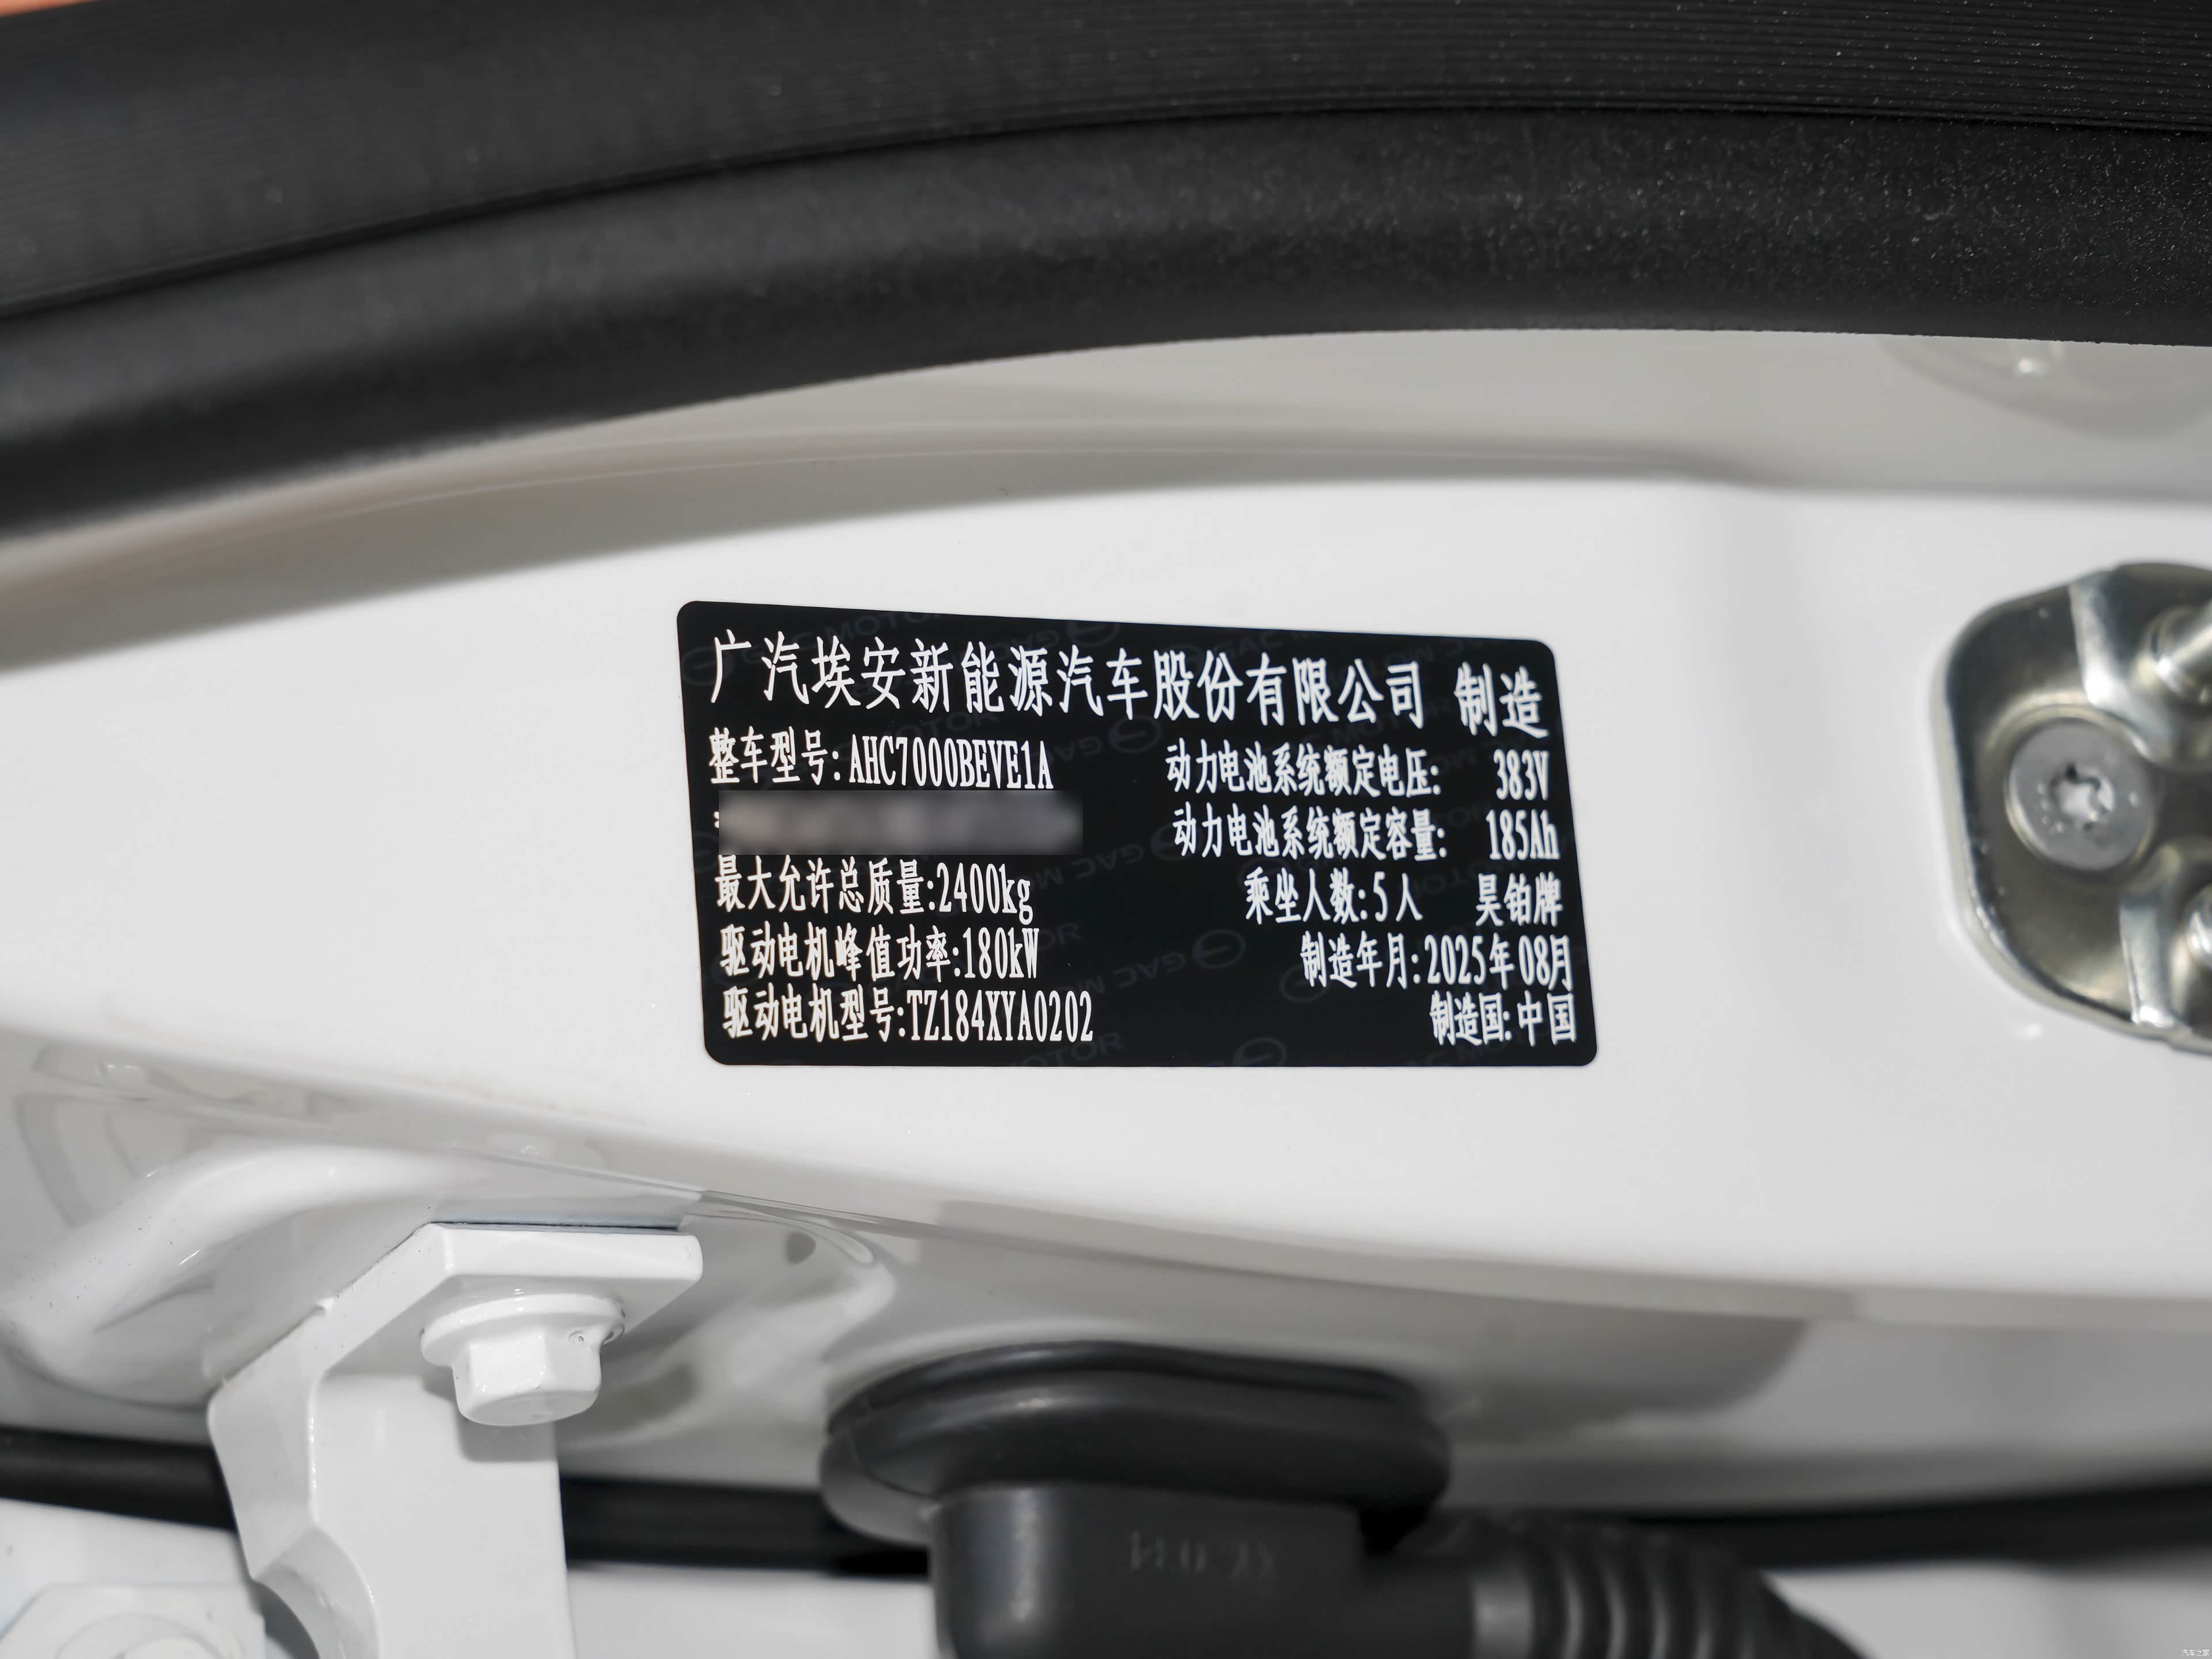 广汽埃安新能源汽车股份有限公司 制造
整车型号:AHC7000BEVE1A 动力电池系统额定电压: 383V
动力电池系统额定容量: 185Ah
最大允许总质量:2400kg 乘坐人数:5人 昊铂牌
驱动电机峰值功率:180kW 制造年月:2025年08月
驱动电机型号:TZ184XYA0202 制造国:中国
汽车之家